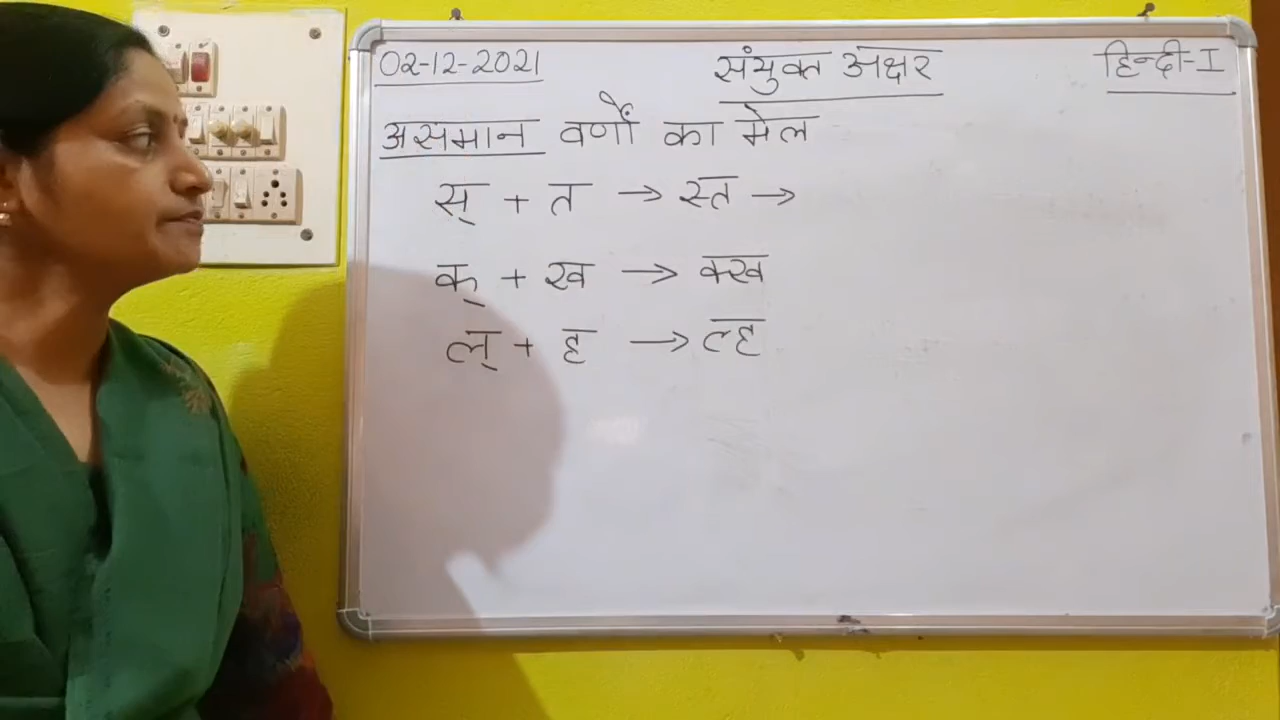 02-12-2021 संयुक्त अक्षर हिन्दी-I
असमान वर्णों का मेल
स् + त → स्त →
क् + ख → क्ख
ल् + ह → ल्ह